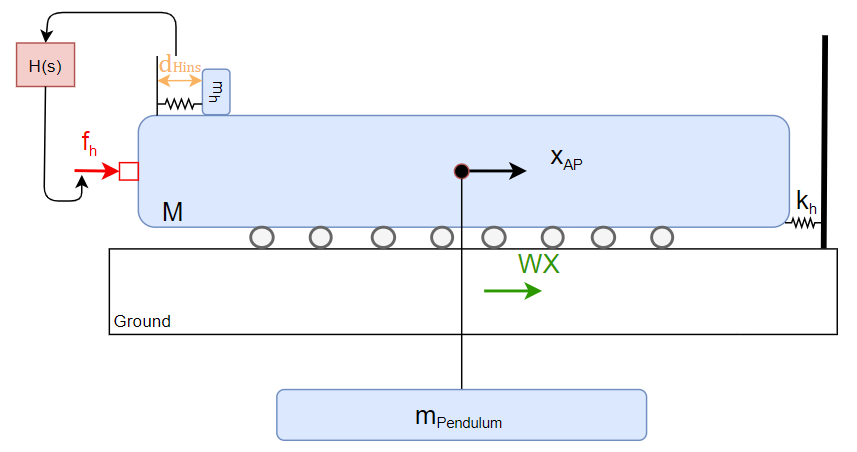 H(s)
dHins
mh
fh
xAP
M
kh
WX
Ground
mPendulum